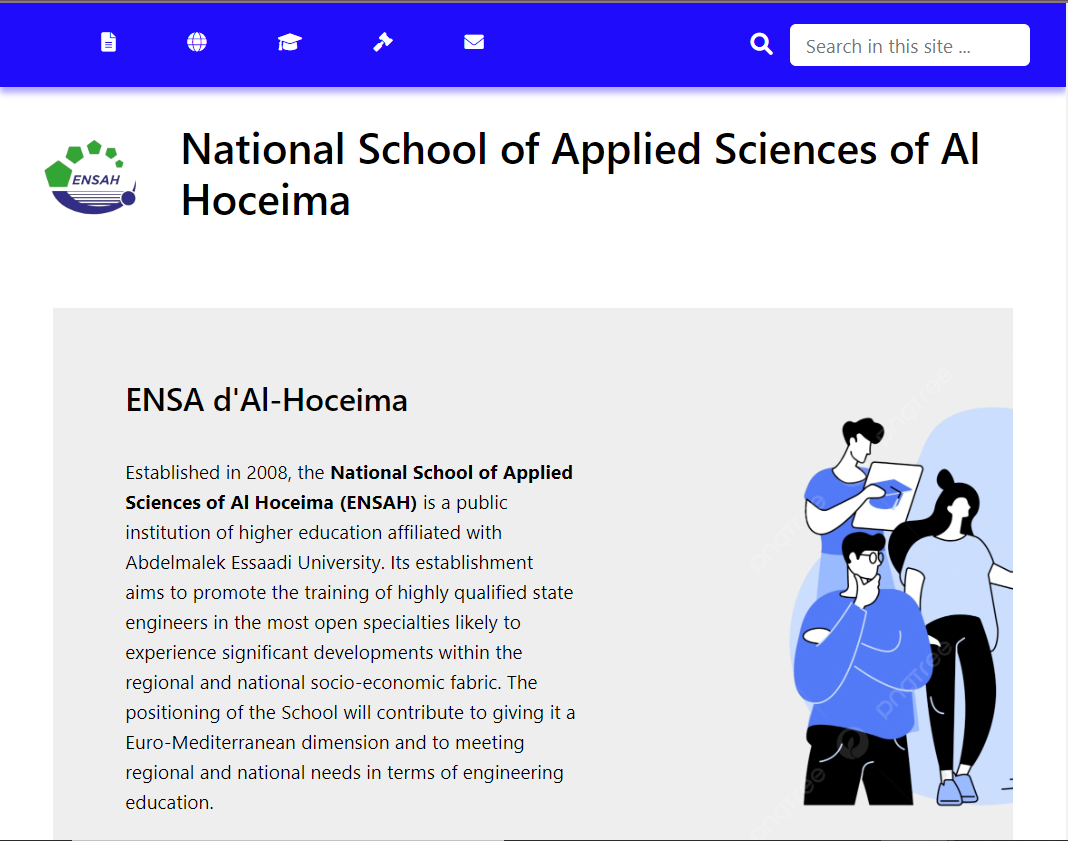 Search in this site ...
National School of Applied Sciences of Al
Hoceima
ENSAH
ENSA d'Al-Hoceima
Established in 2008, the National School of Applied
Sciences of Al Hoceima (ENSAH) is a public
institution of higher education affiliated with
Abdelmalek Essaadi University. Its establishment
aims to promote the training of highly qualified state
engineers in the most open specialties likely to
experience significant developments within the
regional and national socio-economic fabric. The
positioning of the School will contribute to giving it a
Euro-Mediterranean dimension and to meeting
regional and national needs in terms of engineering
education.
pngtree
pngtree
pngtree
pngtree